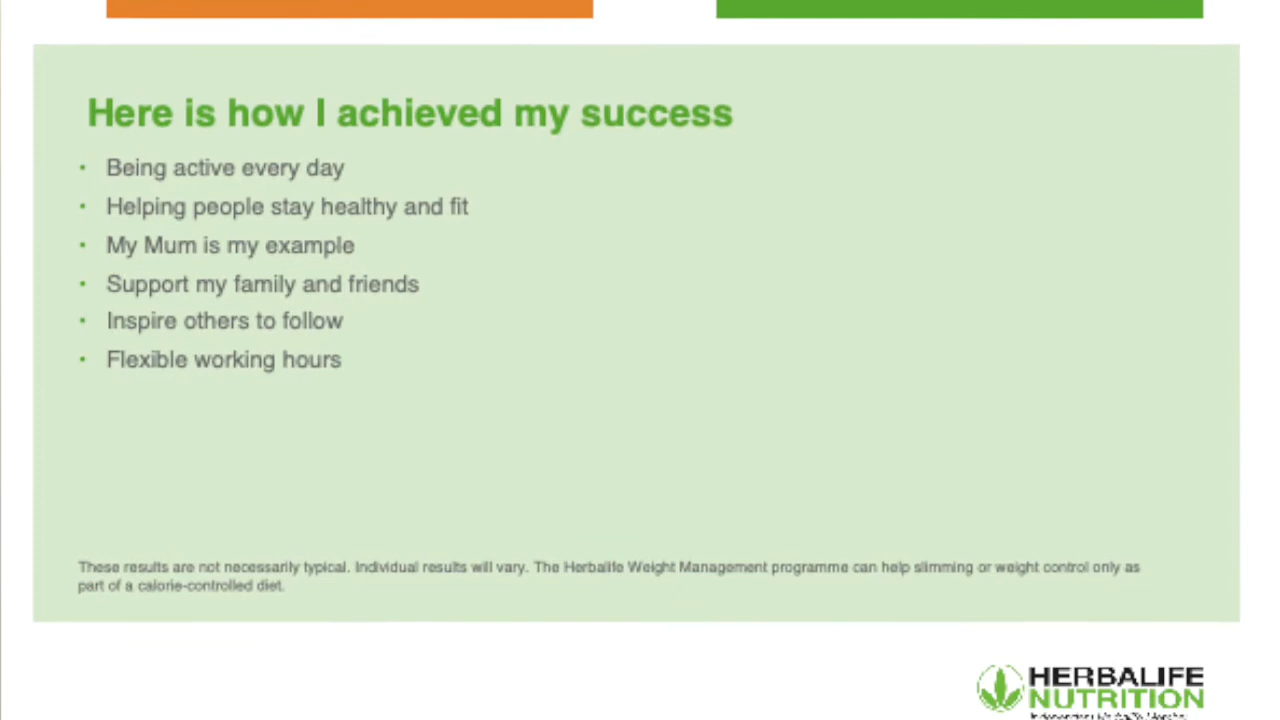 Here is how I achieved my success
• Being active every day
• Helping people stay healthy and fit
• My Mum is my example
• Support my family and friends
• Inspire others to follow
• Flexible working hours
These results are not necessarily typical. Individual results will vary. The Herbalife Weight Management programme can help slimming or weight control only as
part of a calorie-controlled diet.
HERBALIFE
NUTRITION